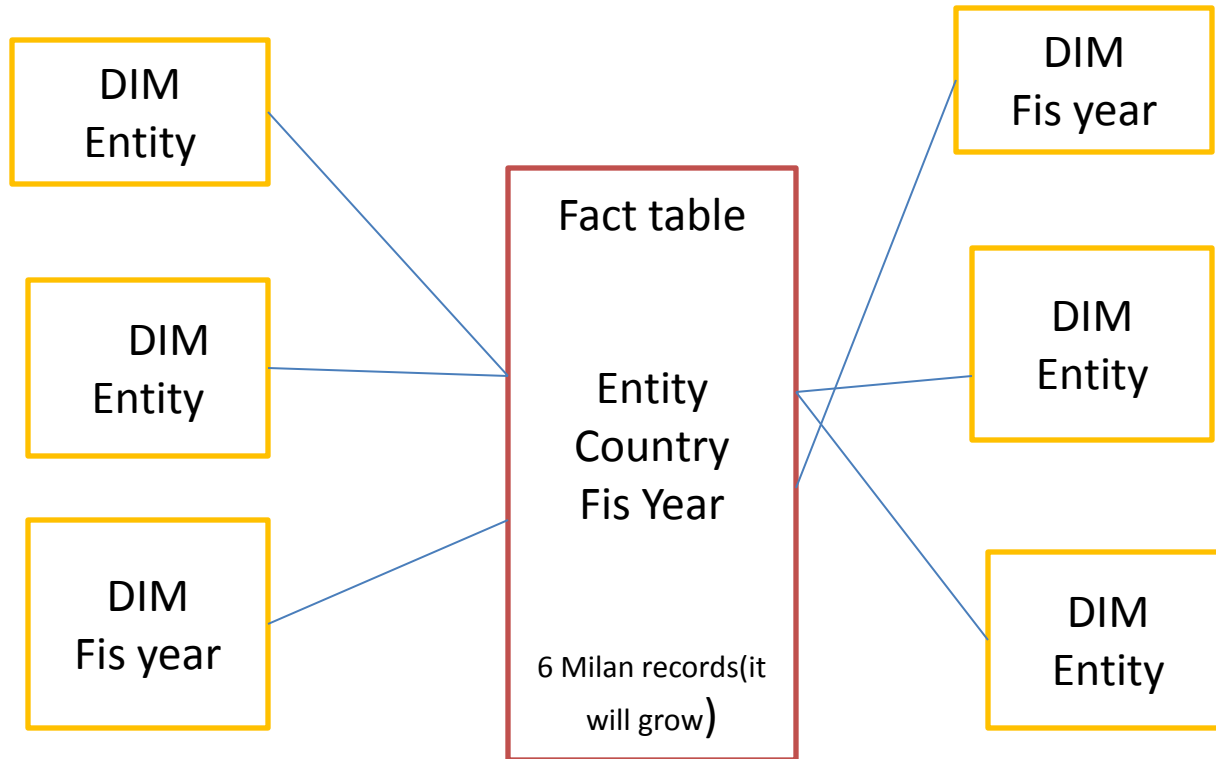 DIM
Entity
DIM
Entity
DIM
Fis year
Fact table
Entity
Country
Fis Year
6 Milan records(it
will grow)
DIM
Fis year
DIM
Entity
DIM
Entity